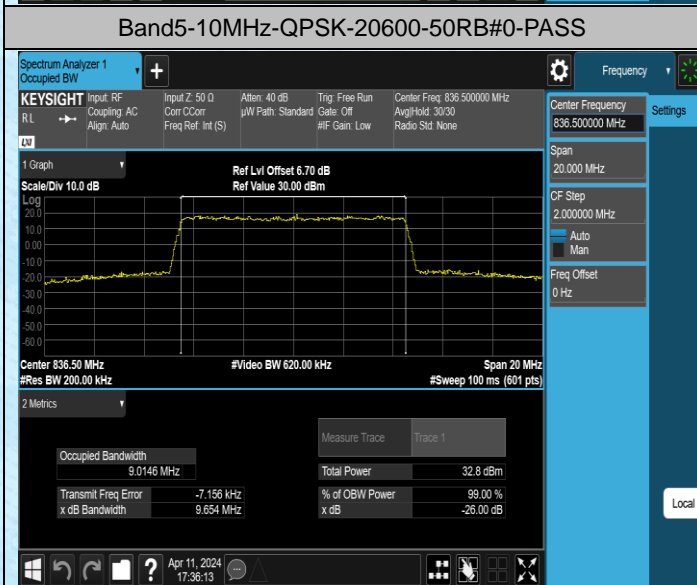 Band5-10MHz-QPSK-20600-50RB#0-PASS
Spectrum Analyzer 1
Occupied BW
Frequency
KEYSIGHT
Input: RF
Input Z: 50 Ω
Atten: 40 dB
Trig: Free Run
Center Freq: 836.500000 MHz
RL
Coupling: AC
Corr CCorr
µW Path: Standard
Gate: Off
Avg|Hold: 30/30
Align: Auto
Freq Ref: Int (S)
#IF Gain: Low
Radio Std: None
LXI
Center Frequency
836.500000 MHz
Settings
Span
20.000 MHz
CF Step
2.000000 MHz
Auto
Man
Freq Offset
0 Hz
1 Graph
Ref Lvl Offset 6.70 dB
Scale/Div 10.0 dB
Ref Value 30.00 dBm
Log
20.0
10.0
0.00
-10.0
-20.0
-30.0
-40.0
-50.0
-60.0
Center 836.50 MHz
#Video BW 620.00 kHz
Span 20 MHz
#Res BW 200.00 kHz
#Sweep 100 ms (601 pts)
2 Metrics
Measure Trace
Trace 1
Occupied Bandwidth
9.0146 MHz
Total Power
32.8 dBm
Transmit Freq Error
-7.156 kHz
% of OBW Power
99.00 %
x dB Bandwidth
9.654 MHz
x dB
-26.00 dB
Local
Apr 11, 2024
17:36:13